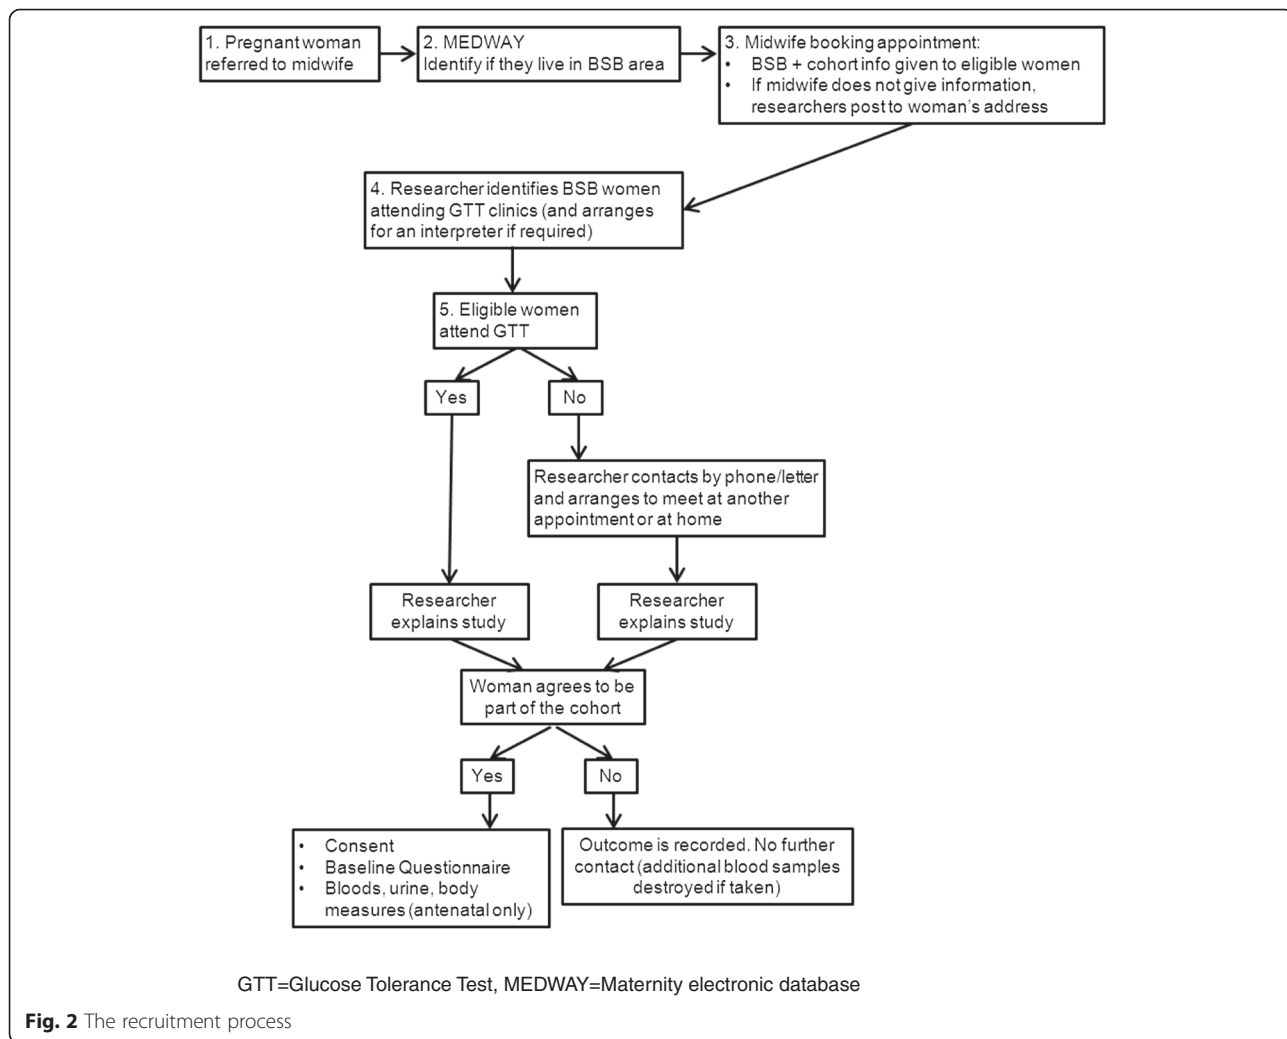 1. Pregnant woman
referred to midwife
2. MEDWAY
Identify if they live in BSB area
3. Midwife booking appointment:
• BSB + cohort info given to eligible women
• If midwife does not give information,
researchers post to woman's address
4. Researcher identifies BSB women
attending GTT clinics (and arranges
for an interpreter if required)
5. Eligible women
attend GTT
Yes
No
Researcher contacts by phone/letter
and arranges to meet at another
appointment or at home
Researcher
explains study
Researcher
explains study
Woman agrees to be
part of the cohort
Yes
No
• Consent
• Baseline Questionnaire
• Bloods, urine, body
measures (antenatal only)
Outcome is recorded. No further
contact (additional blood samples
destroyed if taken)
GTT=Glucose Tolerance Test, MEDWAY=Maternity electronic database
Fig. 2 The recruitment process